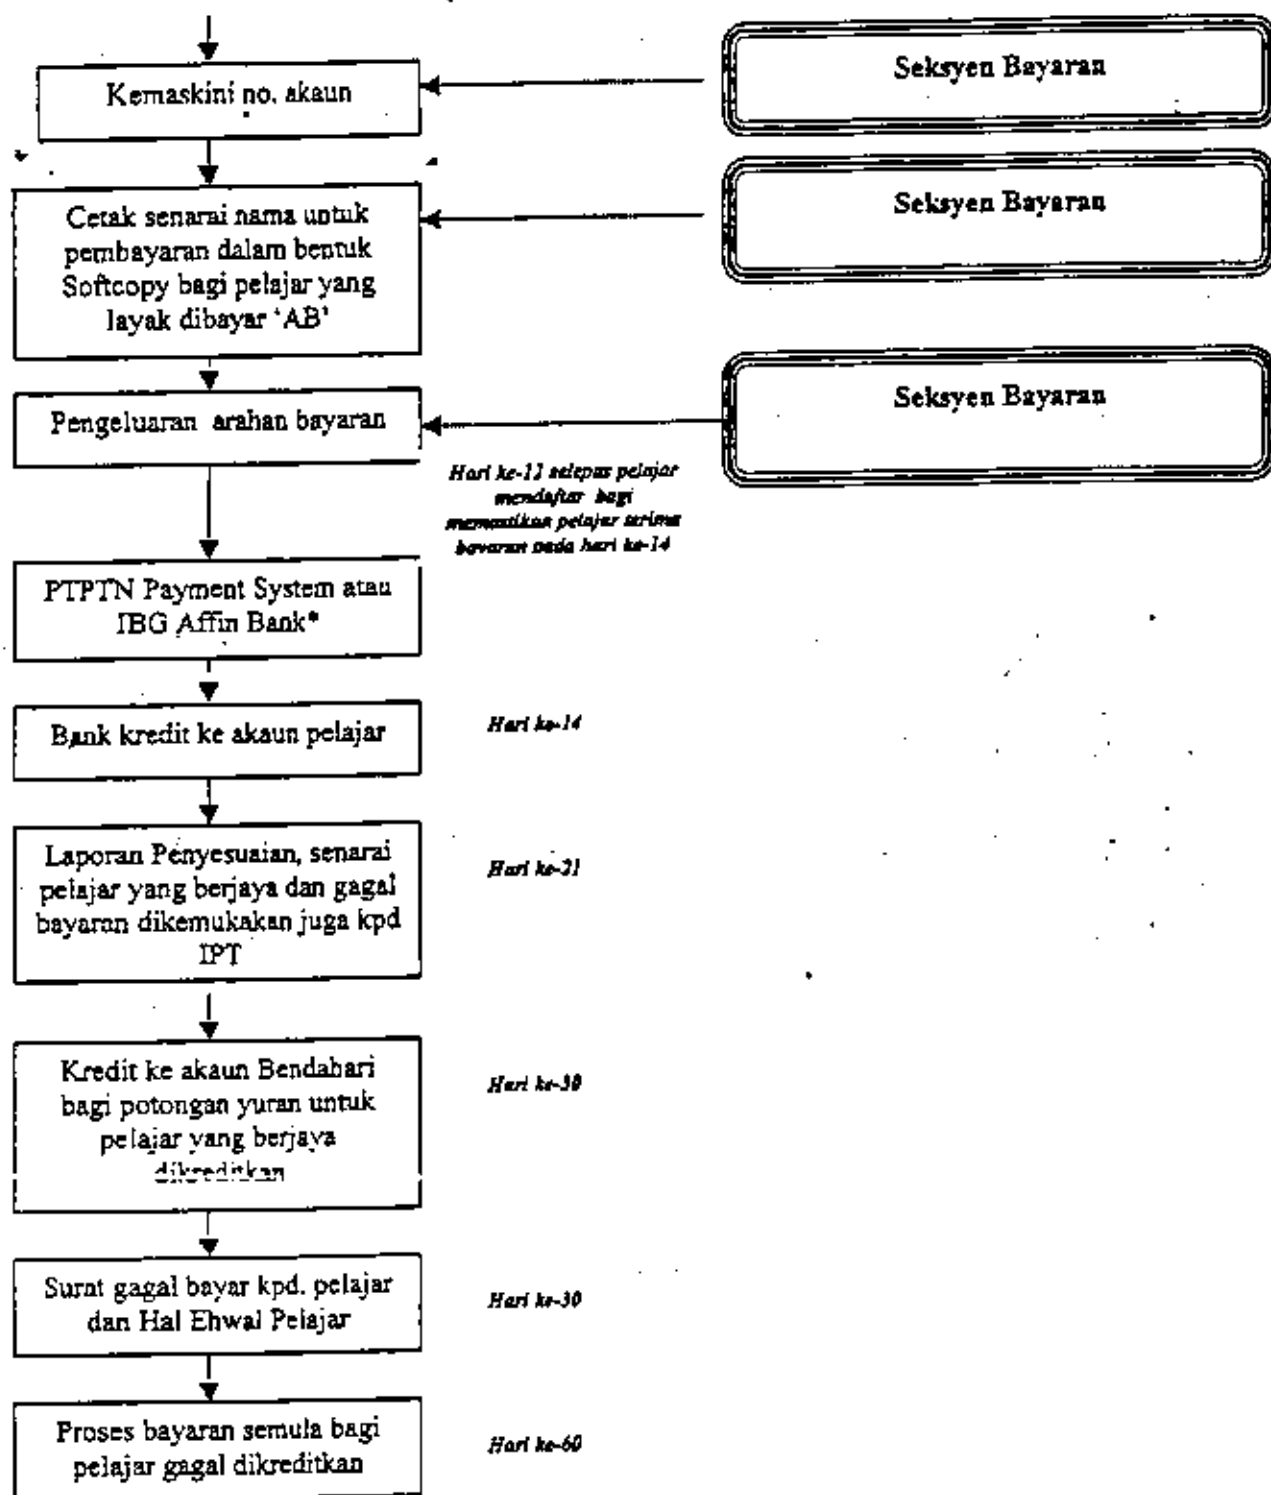 Kemaskini no. akaun
Seksyen Bayaran
Cetak senarai nama untuk
pembayaran dalam bentuk
Softcopy bagi pelajar yang
layak dibayar ‘AB’
Seksyen Bayaran
Pengeluaran arahan bayaran
Seksyen Bayaran
Hari ke-11 selepas pelajar
mendaftar bagi
memastikan pelajar terima
bayaran pada hari ke-14
PTPTN Payment System atau
IBG Affin Bank*
Bank kredit ke akaun pelajar
Hari ke-14
Laporan Penyesuaian, senarai
pelajar yang berjaya dan gagal
bayaran dikemukakan juga kpd
IPT
Hari ke-21
Kredit ke akaun Bendahari
bagi potongan yuran untuk
pelajar yang berjaya
dikreditkan
Hari ke-30
Surat gagal bayar kpd. pelajar
dan Hal Ehwal Pelajar
Hari ke-30
Proses bayaran semula bagi
pelajar gagal dikreditkan
Hari ke-60